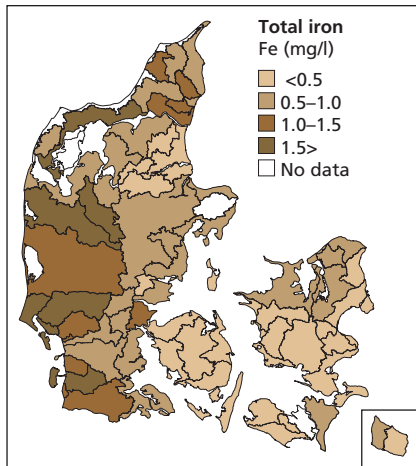 Total iron
Fe (mg/l)
<0.5
0.5–1.0
1.0–1.5
1.5>
No data